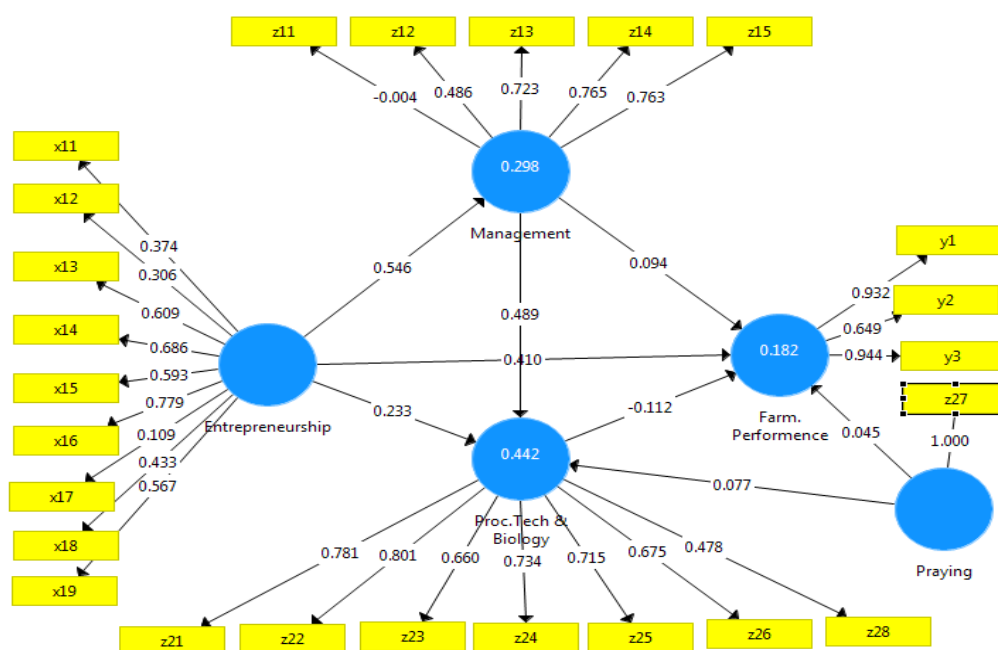 z11
z12
z13
z14
z15
-0.004
0.486
0.723
0.765
0.763
x11
x12
x13
x14
x15
x16
x17
x18
x19
0.374
0.306
0.609
0.686
0.593
0.779
0.109
0.433
0.567
0.298
Management
0.546
0.094
0.489
0.410
0.233
-0.112
Entrepreneurship
0.182
Farm.
Performence
0.932
0.649
0.944
y1
y2
y3
z27
1.000
0.045
0.077
Praying
0.442
Proc.Tech &
Biology
0.781
0.801
0.660
0.734
0.715
0.675
0.478
z21
z22
z23
z24
z25
z26
z28